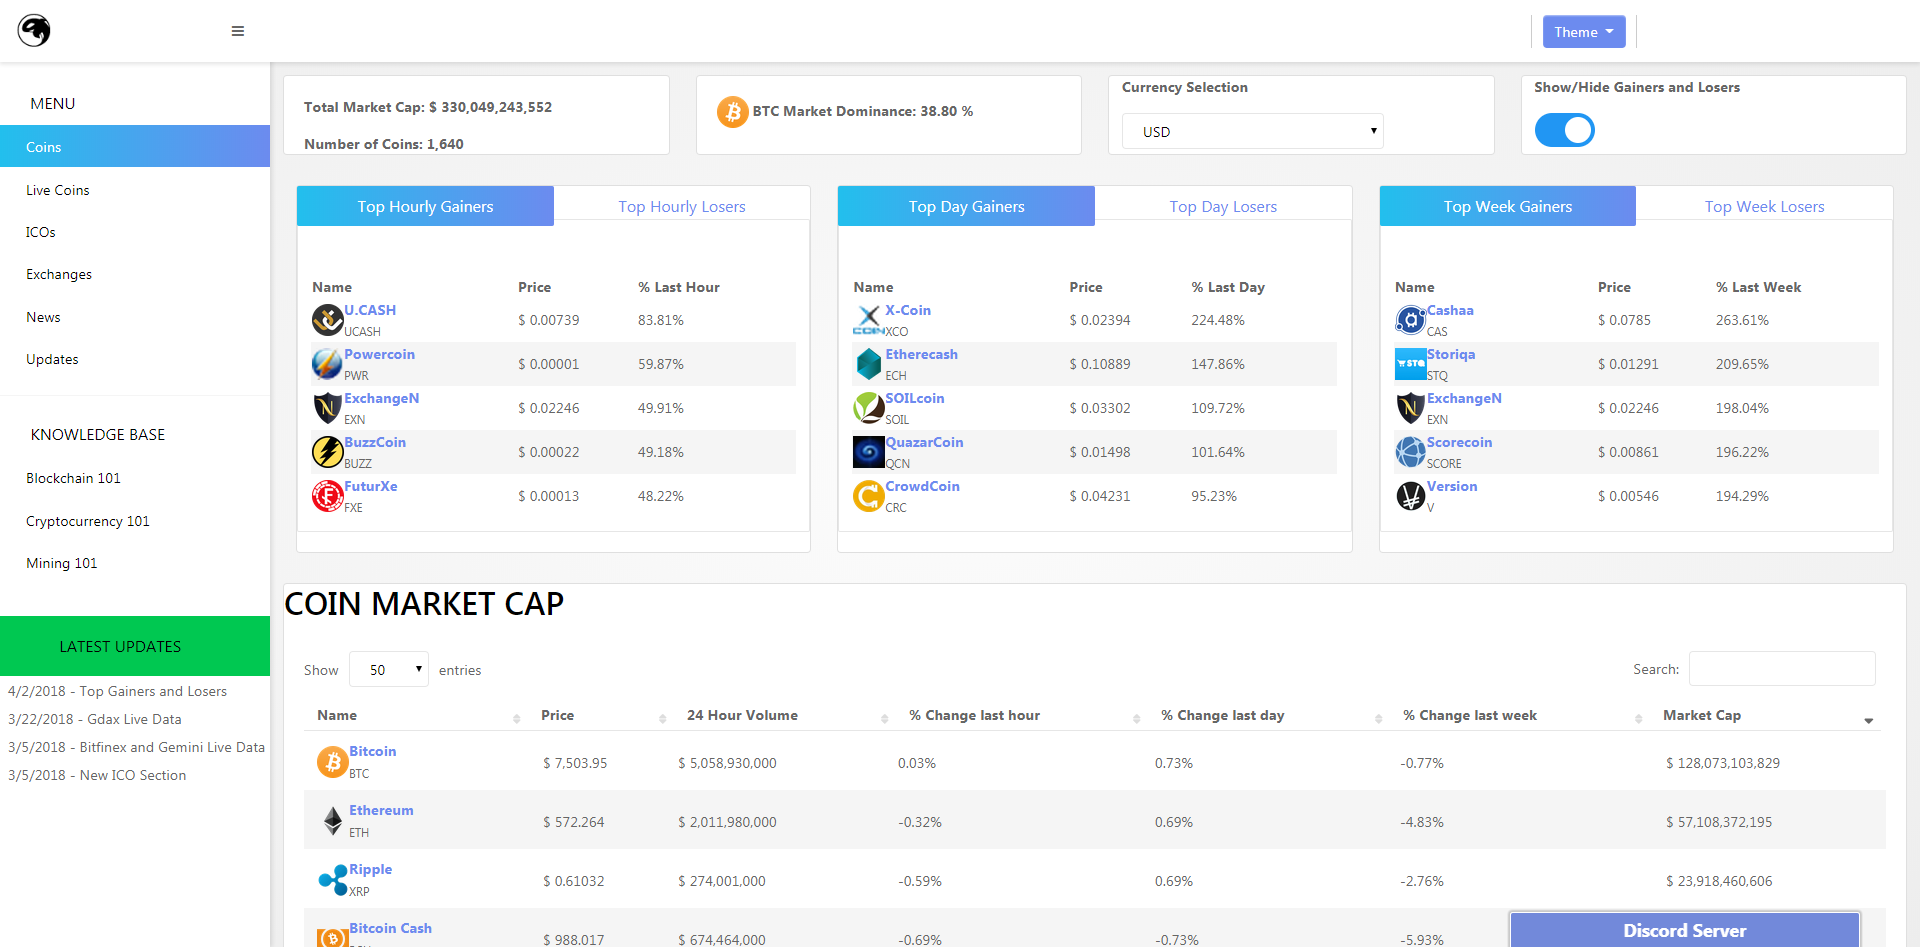 Theme
MENU
Coins
Live Coins
ICOs
Exchanges
News
Updates
KNOWLEDGE BASE
Blockchain 101
Cryptocurrency 101
Mining 101
LATEST UPDATES
4/2/2018 - Top Gainers and Losers
3/22/2018 - Gdax Live Data
3/5/2018 - Bitfinex and Gemini Live Data
3/5/2018 - New ICO Section
Total Market Cap: $ 330,049,243,552
Number of Coins: 1,640
BTC Market Dominance: 38.80 %
Currency Selection
USD
Show/Hide Gainers and Losers
Top Hourly Gainers Top Hourly Losers
Name Price % Last Hour
U.CASH
UCASH $ 0.00739 83.81%
Powercoin
PWR $ 0.00001 59.87%
ExchangeN
EXN $ 0.02246 49.91%
BuzzCoin
BUZZ $ 0.00022 49.18%
FuturXe
FXE $ 0.00013 48.22%
Top Day Gainers Top Day Losers
Name Price % Last Day
X-Coin
COIN XCO $ 0.02394 224.48%
Etherecash
ECH $ 0.10889 147.86%
SOILcoin
SOIL $ 0.03302 109.72%
QuazarCoin
QCN $ 0.01498 101.64%
CrowdCoin
CRC $ 0.04231 95.23%
Top Week Gainers Top Week Losers
Name Price % Last Week
Cashaa
CAS $ 0.0785 263.61%
Storiqa
STQ STQ $ 0.01291 209.65%
ExchangeN
EXN $ 0.02246 198.04%
Scorecoin
SCORE $ 0.00861 196.22%
Version
V $ 0.00546 194.29%
COIN MARKET CAP
Show 50 entries Search:
Name Price 24 Hour Volume % Change last hour % Change last day % Change last week Market Cap
Bitcoin
BTC $ 7,503.95 $ 5,058,930,000 0.03% 0.73% -0.77% $ 128,073,103,829
Ethereum
ETH $ 572.264 $ 2,011,980,000 -0.32% 0.69% -4.83% $ 57,108,372,195
Ripple
XRP $ 0.61032 $ 274,001,000 -0.59% 0.69% -2.76% $ 23,918,460,606
Bitcoin Cash
$ 988.017 $ 674,464,000 -0.69% -0.73% -5.93%
Discord Server